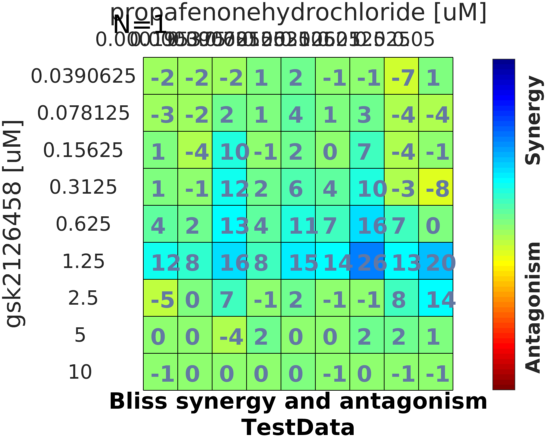 propafenonehydrochloride [uM]
N=1
gsk2126458 [uM]
0.0390625 -2 -2 -2 1 2 -1 -1 -7 1
0.078125 -3 -2 2 1 4 1 3 -4 -4
0.15625 1 -4 10 -1 2 0 7 -4 -1
0.3125 1 -1 12 2 6 4 10 -3 -8
0.625 4 2 13 4 11 7 16 7 0
1.25 12 8 16 8 15 14 26 13 20
2.5 -5 0 7 -1 2 -1 -1 8 14
5 0 0 -4 2 0 0 2 2 1
10 -1 0 0 0 0 -1 0 -1 -1
Synergy
Antagonism
Bliss synergy and antagonism
TestData